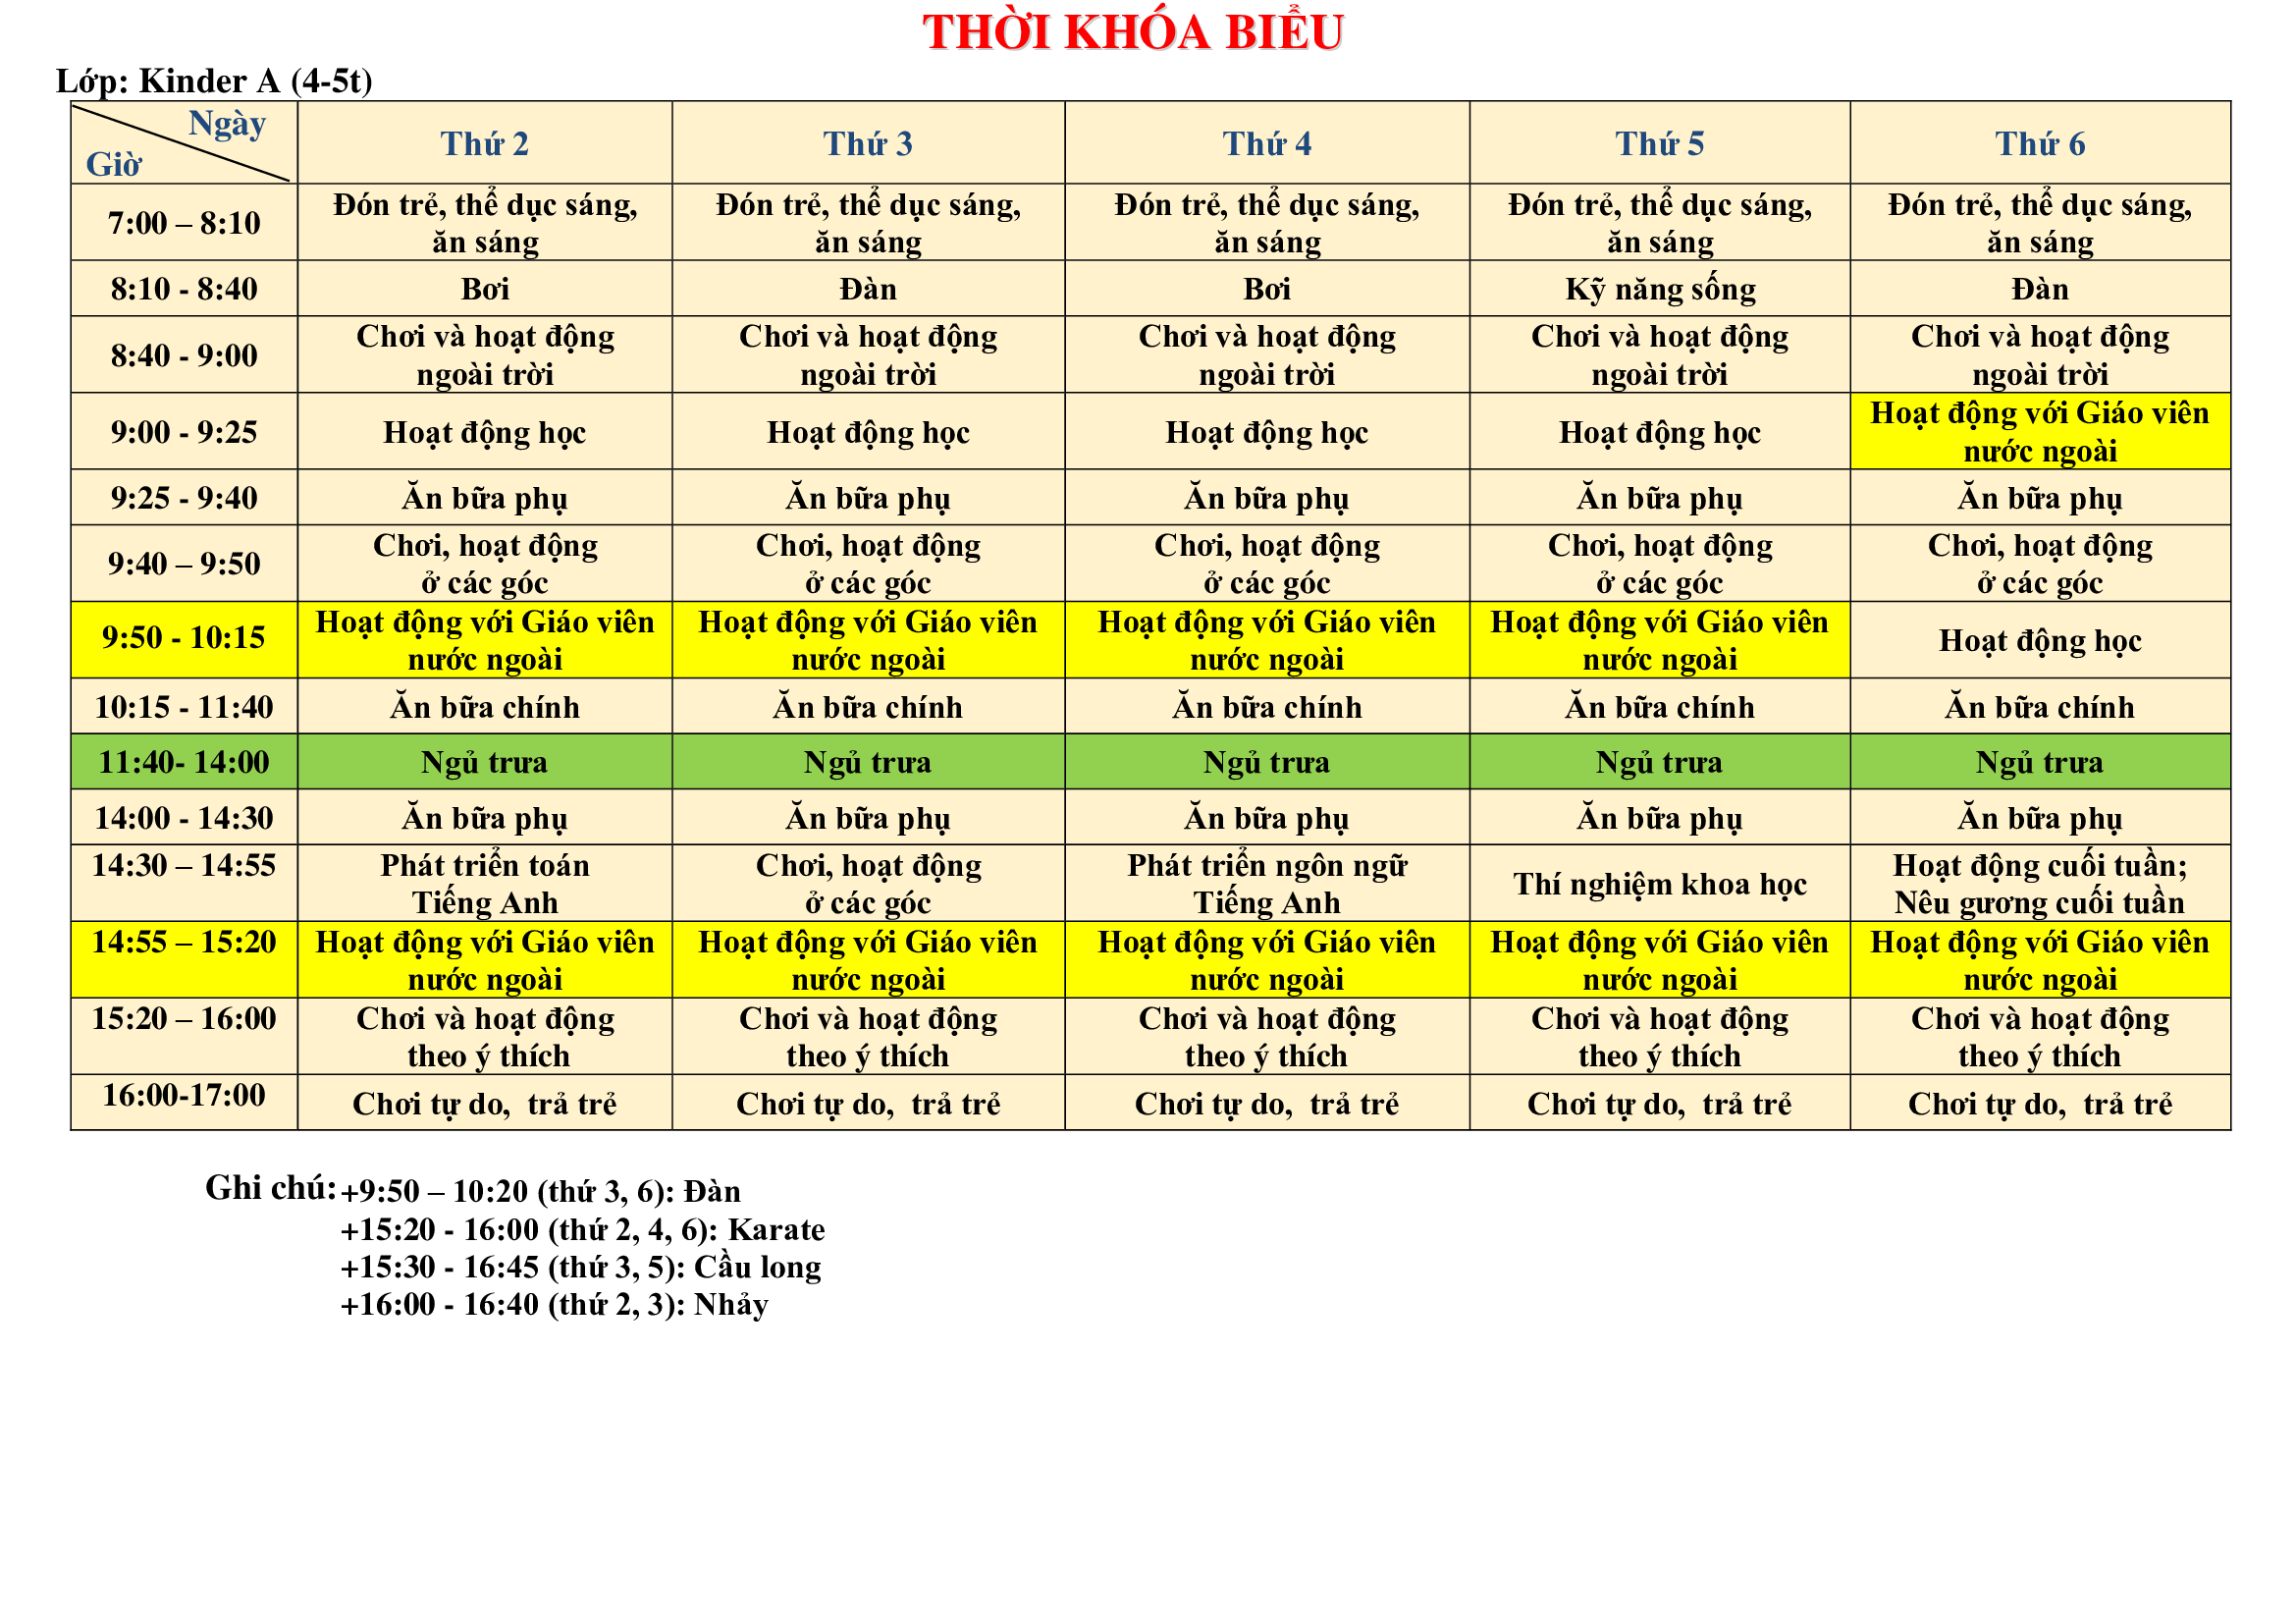 THỜI KHÓA BIỂU
Lớp: Kinder A (4-5t)
Ngày
Giờ
Thứ 2 Thứ 3 Thứ 4 Thứ 5 Thứ 6
7:00 – 8:10 Đón trẻ, thể dục sáng, ăn sáng Đón trẻ, thể dục sáng, ăn sáng Đón trẻ, thể dục sáng, ăn sáng Đón trẻ, thể dục sáng, ăn sáng Đón trẻ, thể dục sáng, ăn sáng
8:10 - 8:40 Bơi Đàn Bơi Kỹ năng sống Đàn
8:40 - 9:00 Chơi và hoạt động ngoài trời Chơi và hoạt động ngoài trời Chơi và hoạt động ngoài trời Chơi và hoạt động ngoài trời Chơi và hoạt động ngoài trời
9:00 - 9:25 Hoạt động học Hoạt động học Hoạt động học Hoạt động học Hoạt động với Giáo viên nước ngoài
9:25 - 9:40 Ăn bữa phụ Ăn bữa phụ Ăn bữa phụ Ăn bữa phụ Ăn bữa phụ
9:40 – 9:50 Chơi, hoạt động ở các góc Chơi, hoạt động ở các góc Chơi, hoạt động ở các góc Chơi, hoạt động ở các góc Chơi, hoạt động ở các góc
9:50 - 10:15 Hoạt động với Giáo viên nước ngoài Hoạt động với Giáo viên nước ngoài Hoạt động với Giáo viên nước ngoài Hoạt động với Giáo viên nước ngoài Hoạt động học
10:15 - 11:40 Ăn bữa chính Ăn bữa chính Ăn bữa chính Ăn bữa chính Ăn bữa chính
11:40- 14:00 Ngủ trưa Ngủ trưa Ngủ trưa Ngủ trưa Ngủ trưa
14:00 - 14:30 Ăn bữa phụ Ăn bữa phụ Ăn bữa phụ Ăn bữa phụ Ăn bữa phụ
14:30 – 14:55 Phát triển toán Tiếng Anh Chơi, hoạt động ở các góc Phát triển ngôn ngữ Tiếng Anh Thí nghiệm khoa học Hoạt động cuối tuần; Nêu gương cuối tuần
14:55 – 15:20 Hoạt động với Giáo viên nước ngoài Hoạt động với Giáo viên nước ngoài Hoạt động với Giáo viên nước ngoài Hoạt động với Giáo viên nước ngoài Hoạt động với Giáo viên nước ngoài
15:20 – 16:00 Chơi và hoạt động theo ý thích Chơi và hoạt động theo ý thích Chơi và hoạt động theo ý thích Chơi và hoạt động theo ý thích Chơi và hoạt động theo ý thích
16:00-17:00 Chơi tự do, trả trẻ Chơi tự do, trả trẻ Chơi tự do, trả trẻ Chơi tự do, trả trẻ Chơi tự do, trả trẻ
Ghi chú: +9:50 – 10:20 (thứ 3, 6): Đàn
+15:20 - 16:00 (thứ 2, 4, 6): Karate
+15:30 - 16:45 (thứ 3, 5): Cầu long
+16:00 - 16:40 (thứ 2, 3): Nhảy